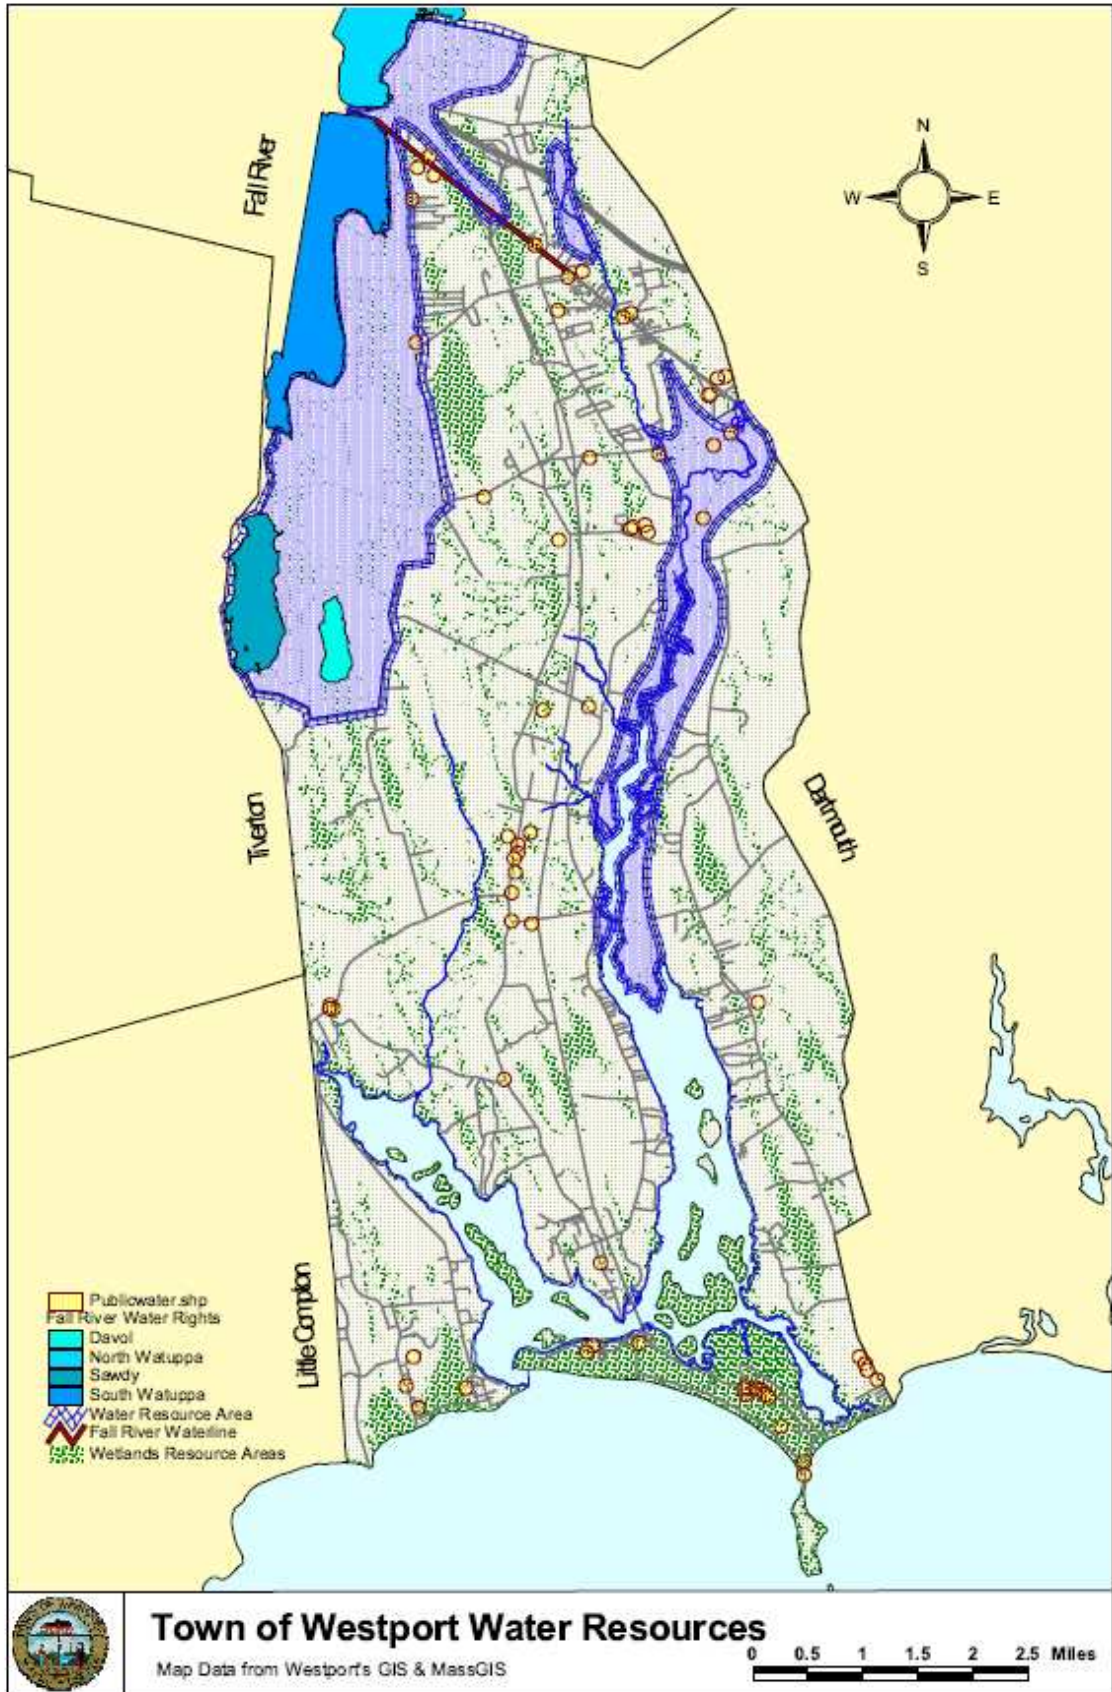 N
W E
S
Fall River
Tiverton
Dartmouth
Little Compton
Publicwater.shp
Fall River Water Rights
Davol
North Watuppa
Sawdy
South Watuppa
Water Resource Area
Fall River Waterline
Wetlands Resource Areas
Town of Westport Water Resources
Map Data from Westport's GIS & MassGIS
0 0.5 1 1.5 2 2.5 Miles